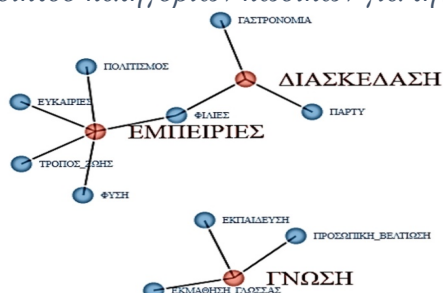 ΓΑΣΤΡΟΝΟΜΙΑ
ΠΟΛΙΤΙΣΜΟΣ
ΔΙΑΣΚΕΔΑΣΗ
ΕΥΚΑΙΡΙΕΣ
ΦΙΛΙΕΣ
ΠΑΡΤΥ
ΕΜΠΕΙΡΙΕΣ
ΤΡΟΠΟΣ_ΖΩΗΣ
ΦΥΣΗ
ΕΚΠΑΙΔΕΥΣΗ
ΠΡΟΣΩΠΙΚΗ_ΒΕΛΤΙΩΣΗ
ΓΝΩΣΗ
ΕΚΜΑΘΗΣΗ_ΓΛΩΣΣΑΣ